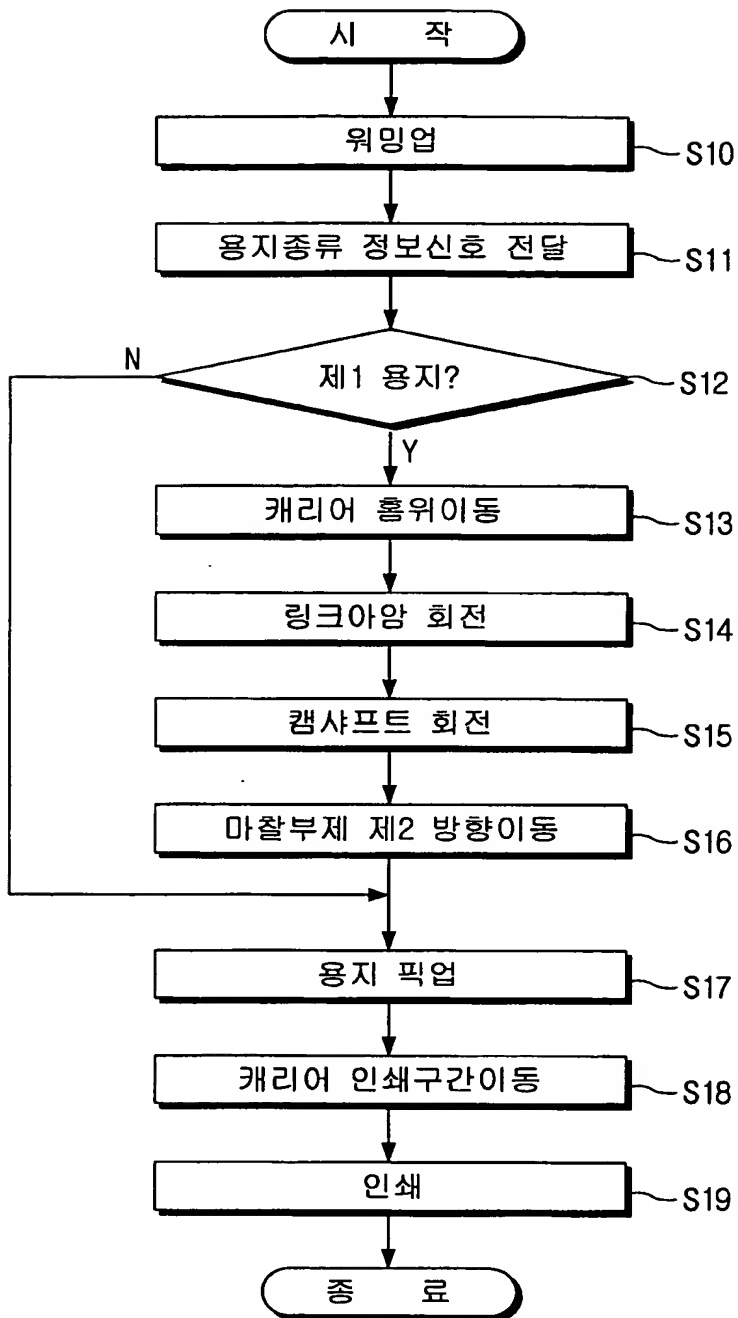 시 작
워밍업
S10
용지종류 정보신호 전달
S11
N
제1 용지?
S12
Y
캐리어 홈위이동
S13
링크아암 회전
S14
캠샤프트 회전
S15
마찰부제 제2 방향이동
S16
용지 픽업
S17
캐리어 인쇄구간이동
S18
인쇄
S19
종 료